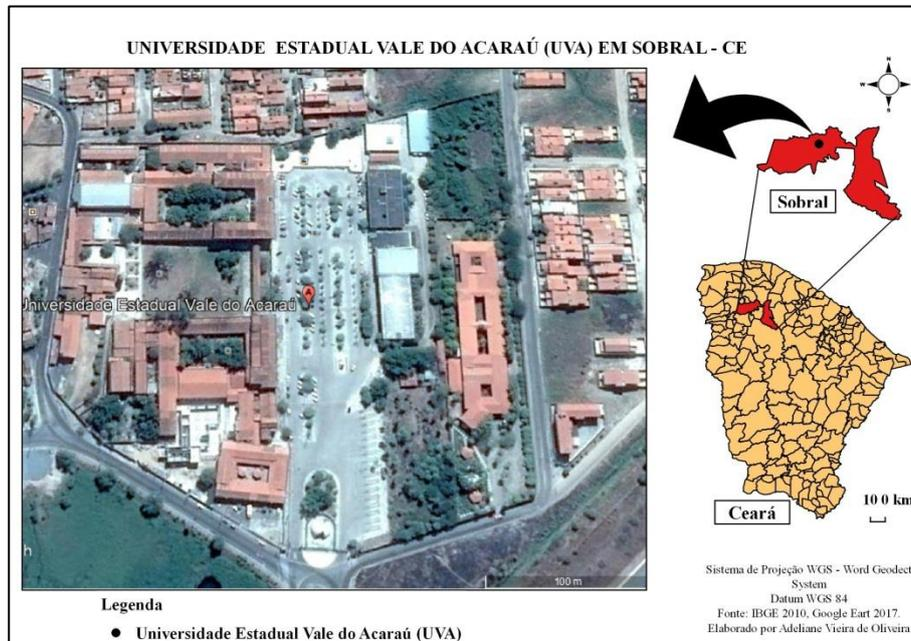 UNIVERSIDADE ESTADUAL VALE DO ACARAÚ (UVA) EM SOBRAL - CE
N
W
E
S
Sobral
A
Universidade Estadual Vale do Acaraú
h
100 m
Ceará
10 0 km
Sistema de Projeção WGS - Word Geodect
System
Datum WGS 84
Fonte: IBGE 2010, Google Eart 2017.
Elaborado por Adeliane Vieira de Oliveira
Legenda
● Universidade Estadual Vale do Acaraú (UVA)